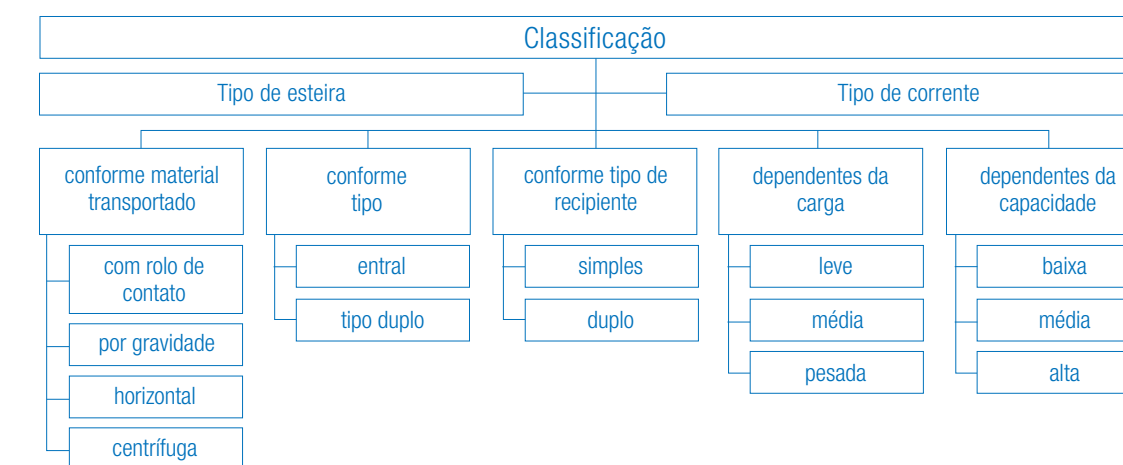 Classificação
Tipo de esteira
Tipo de corrente
conforme material
transportado
com rolo de
contato
por gravidade
horizontal
centrífuga
conforme
tipo
entral
tipo duplo
conforme tipo de
recipiente
simples
duplo
dependentes da
carga
leve
média
pesada
dependentes da
capacidade
baixa
média
alta